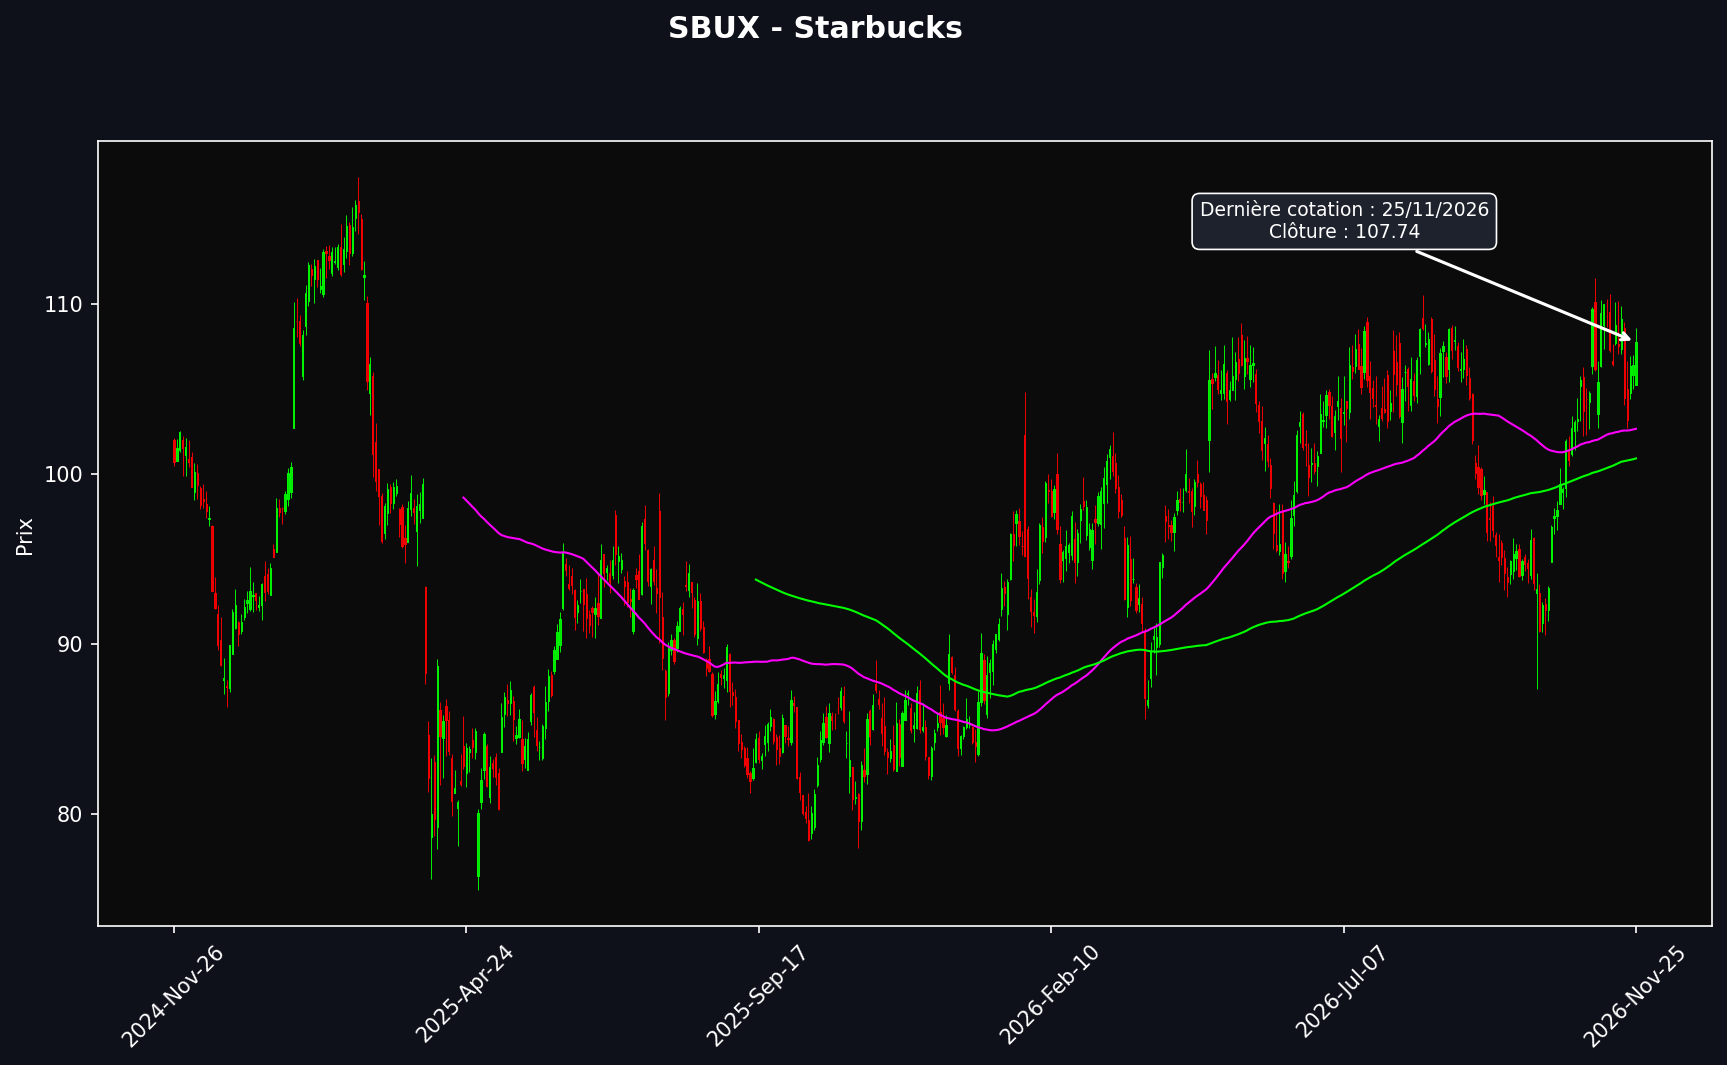 SBUX - Starbucks
Dernière cotation : 25/11/2026
Clôture : 107.74
Prix
110
100
90
80
2024-Nov-26
2025-Apr-24
2025-Sep-17
2026-Feb-10
2026-Jul-07
2026-Nov-25